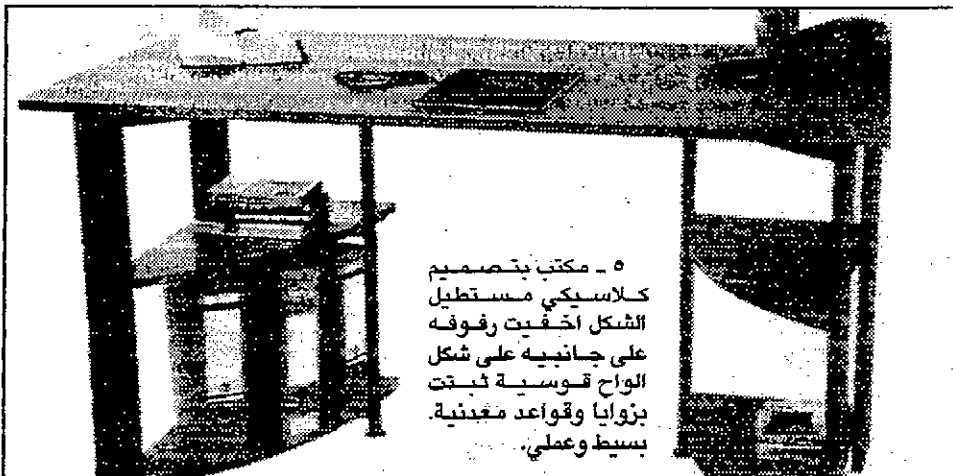 ٥ - مكتب بتصميم
كلاسيكي مستطيل
الشكل اخفيت رفوفه
على جانبيه على شكل
الواح قوسية ثبتت
بزوايا وقواعد معدنية.
بسيط وعملي.